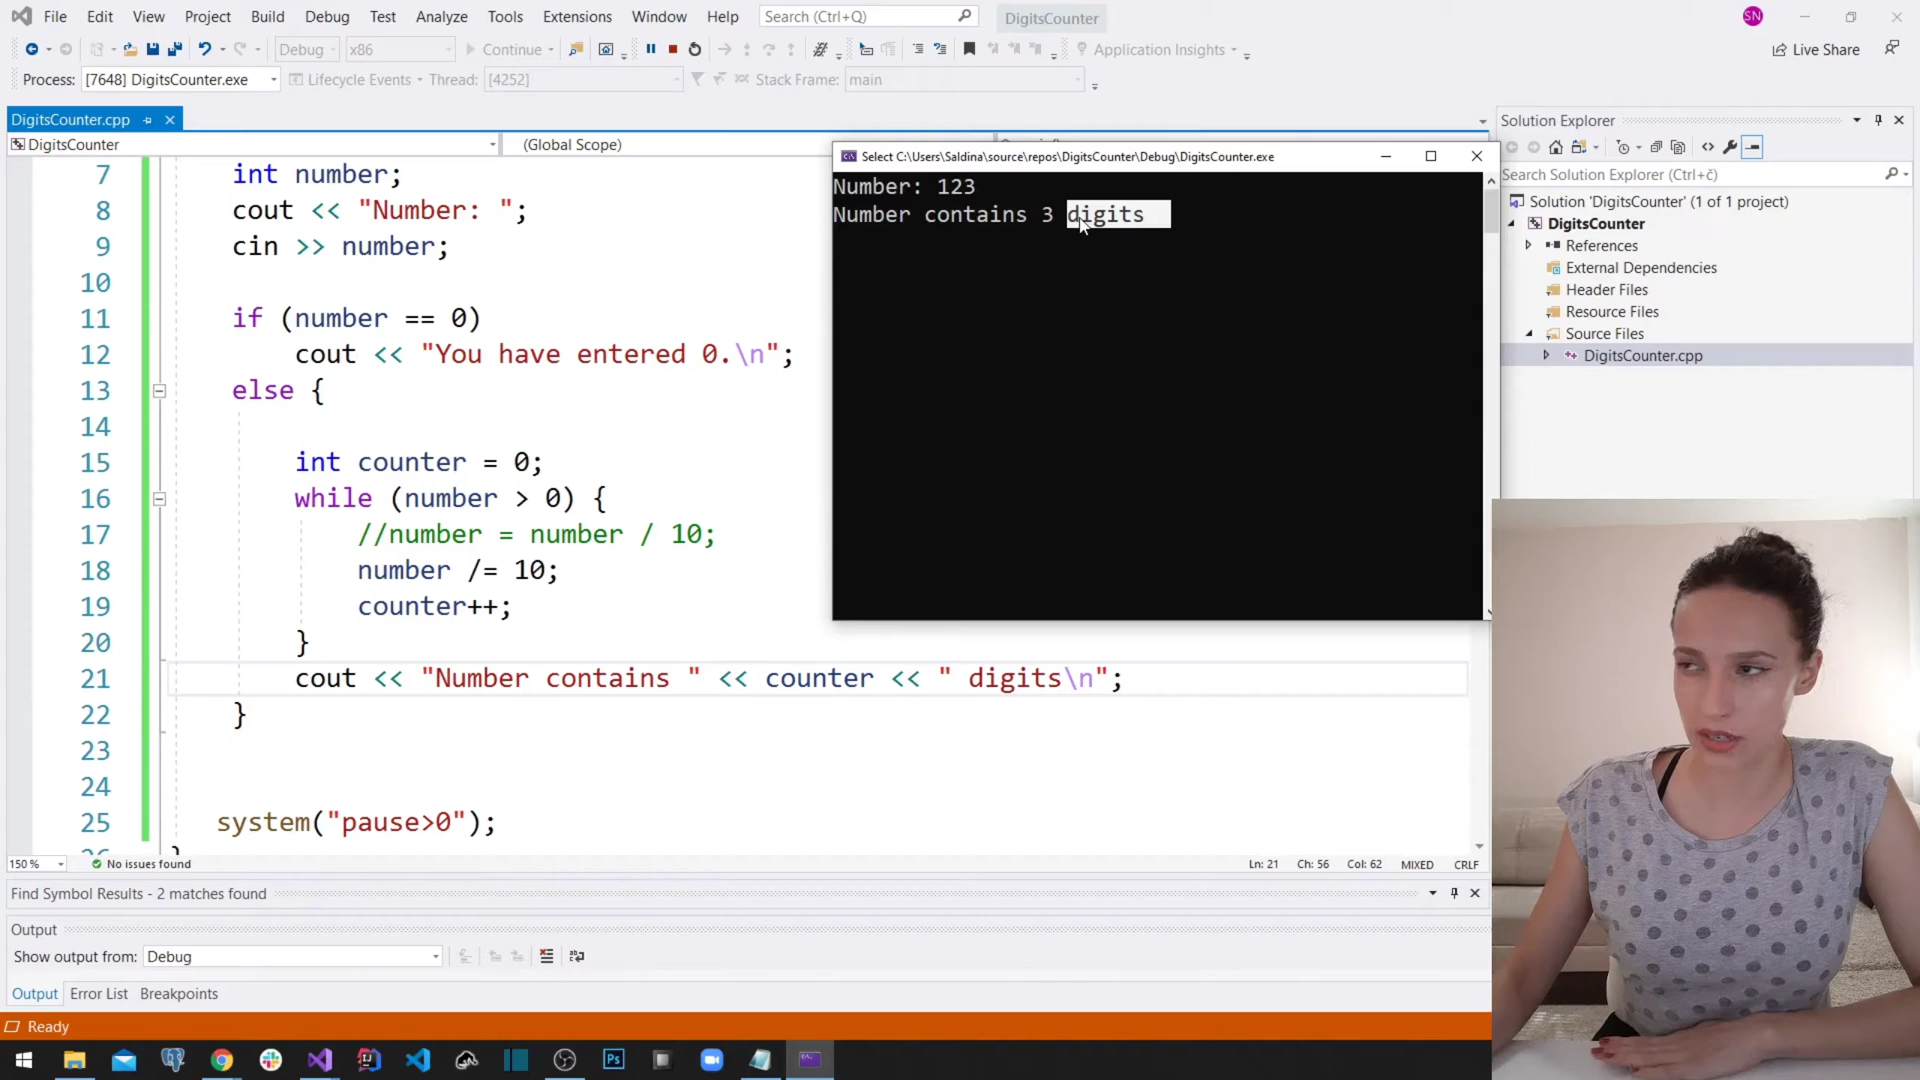 File Edit View Project Build Debug Test Analyze Tools Extensions Window Help Search (Ctrl+Q) DigitsCounter SN
Debug x86 Continue Application Insights Live Share
Process: [7648] DigitsCounter.exe Lifecycle Events Thread: [4252] Stack Frame: main
DigitsCounter.cpp
DigitsCounter (Global Scope)
7 int number;
8 cout << "Number: ";
9 cin >> number;
10
11 if (number == 0)
12 cout << "You have entered 0.\n";
13 else {
14
15 int counter = 0;
16 while (number > 0) {
17 //number = number / 10;
18 number /= 10;
19 counter++;
20 }
21 cout << "Number contains " << counter << " digits\n";
22 }
23
24
25 system("pause>0");
150 % No issues found Ln: 21 Ch: 56 Col: 62 MIXED CRLF
Select C:\Users\Saldina\source\repos\DigitsCounter\Debug\DigitsCounter.exe
Number: 123
Number contains 3 digits
Solution Explorer
Search Solution Explorer (Ctrl+č)
Solution 'DigitsCounter' (1 of 1 project)
DigitsCounter
References
External Dependencies
Header Files
Resource Files
Source Files
DigitsCounter.cpp
Find Symbol Results - 2 matches found
Output
Show output from: Debug
Output Error List Breakpoints
Ready
Ps